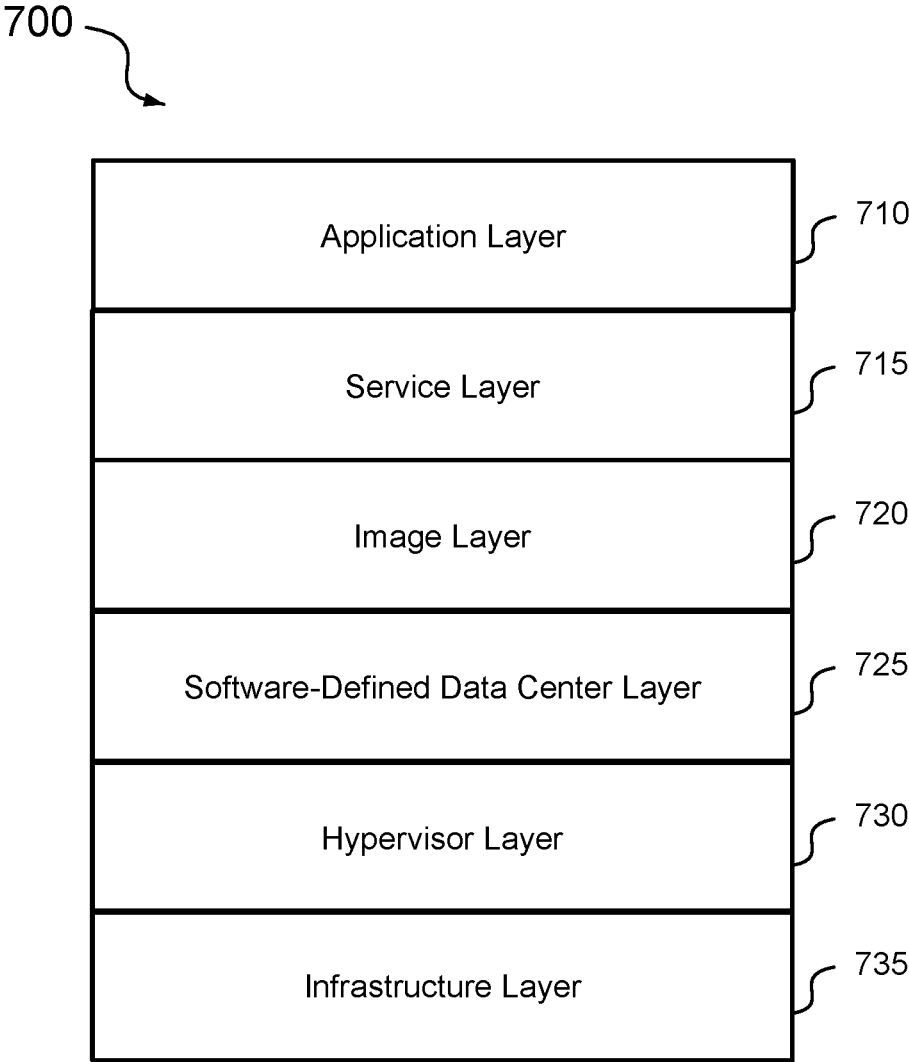 700
Application Layer
710
Service Layer
715
Image Layer
720
Software-Defined Data Center Layer
725
Hypervisor Layer
730
Infrastructure Layer
735